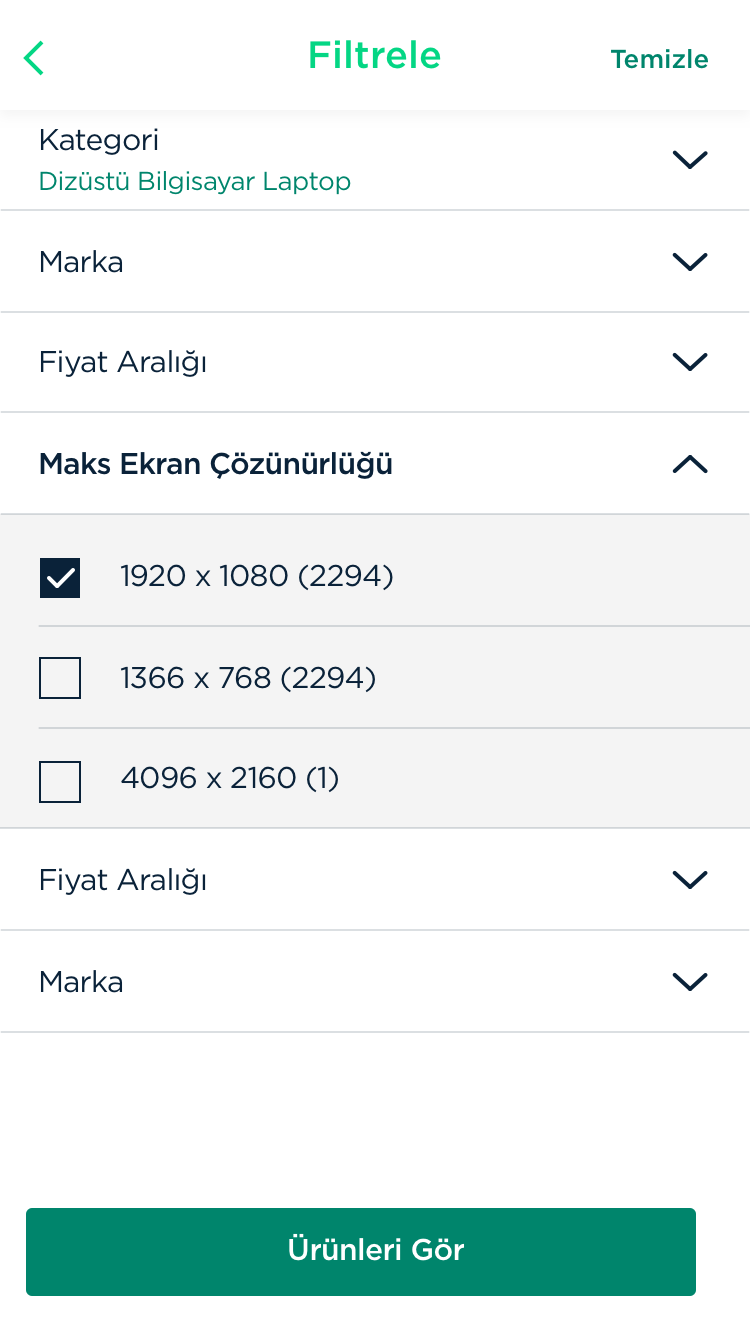 Filtrele
Temizle
Kategori
Dizüstü Bilgisayar Laptop
Marka
Fiyat Aralığı
Maks Ekran Çözünürlüğü
1920 x 1080 (2294)
1366 x 768 (2294)
4096 x 2160 (1)
Fiyat Aralığı
Marka
Ürünleri Gör